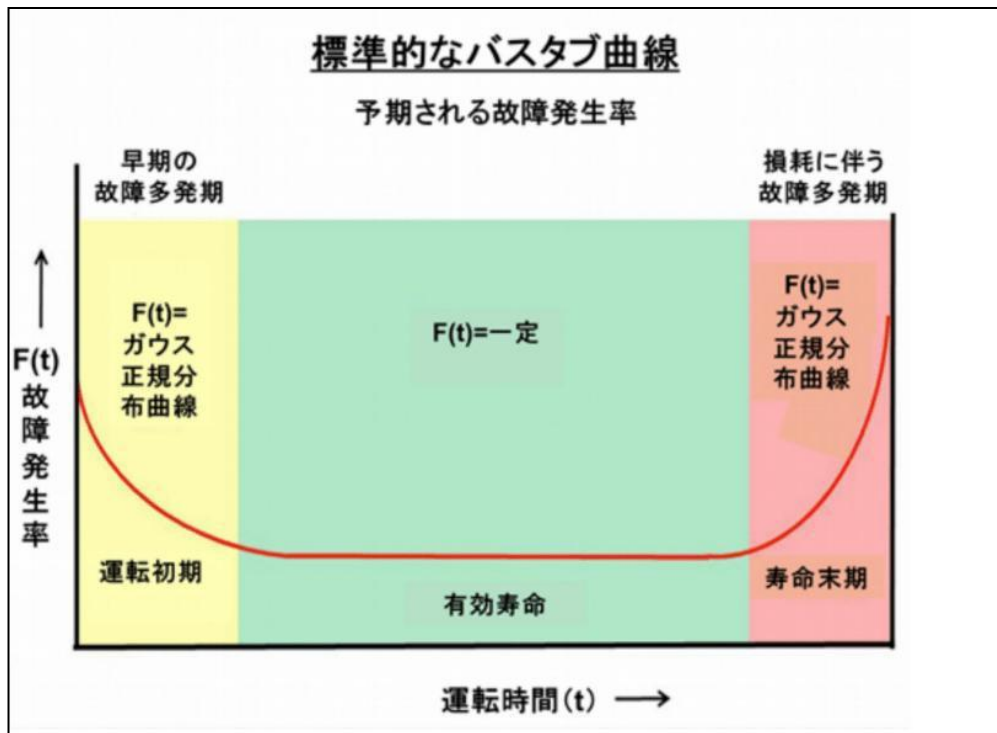 標準的なバスタブ曲線
予期される故障発生率
早期の
故障多発期
損耗に伴う
故障多発期
F(t)=
ガウス
正規分
布曲線
F(t)=一定
F(t)=
ガウス
正規分
布曲線
F(t)
故障発生率
運転初期
有効寿命
寿命末期
運転時間(t)